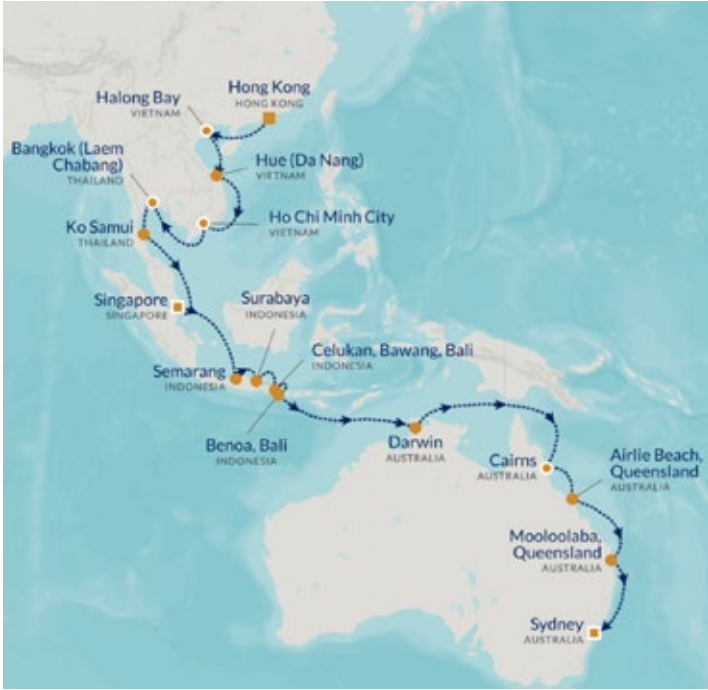 Hong Kong
HONG KONG
Halong Bay
VIETNAM
Bangkok (Laem
Chabang)
THAILAND
Hue (Da Nang)
VIETNAM
Ho Chi Minh City
VIETNAM
Ko Samui
THAILAND
Singapore
SINGAPORE
Surabaya
INDONESIA
Celukan, Bawang, Bali
INDONESIA
Semarang
INDONESIA
Benoa, Bali
INDONESIA
Darwin
AUSTRALIA
Cairns
AUSTRALIA
Airlie Beach,
Queensland
AUSTRALIA
Mooloolaba,
Queensland
AUSTRALIA
Sydney
AUSTRALIA